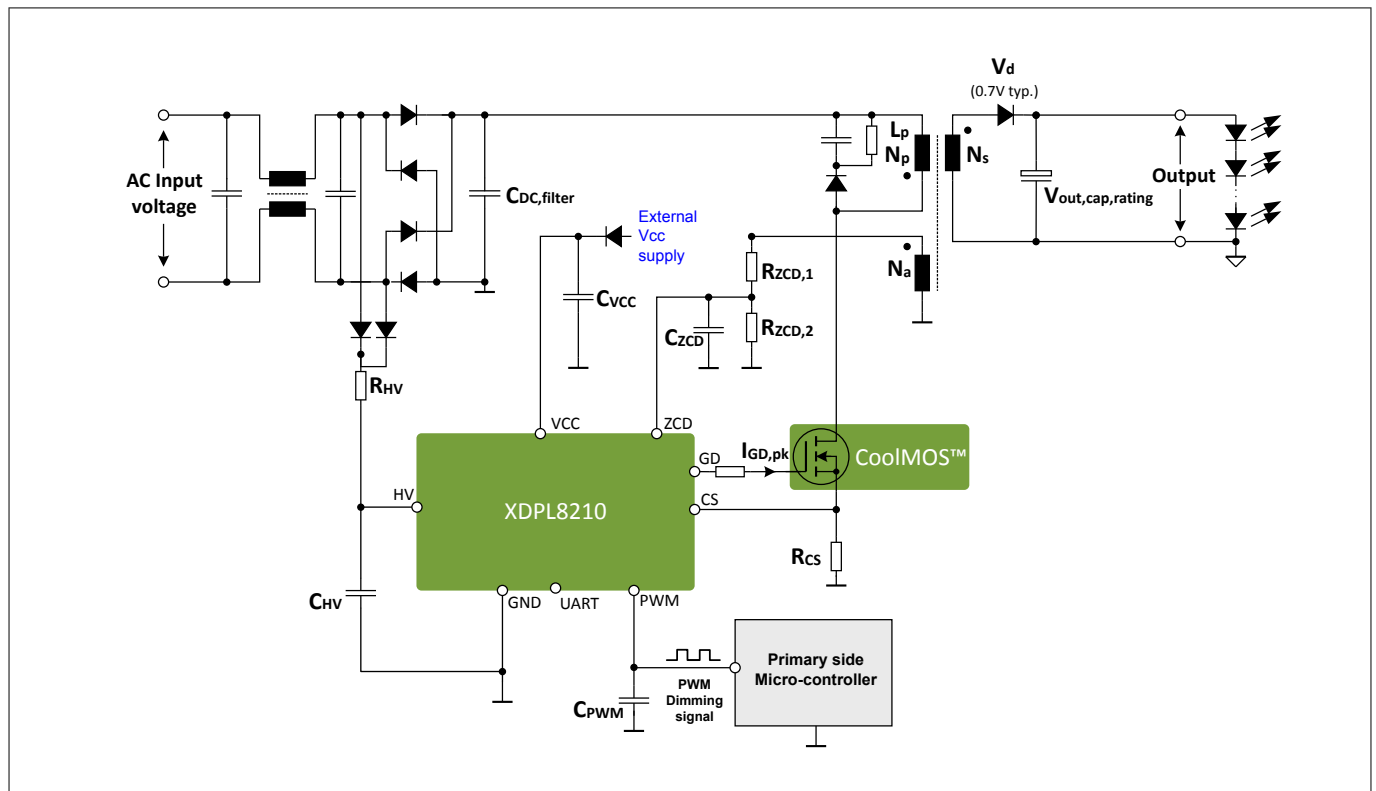 Vd
(0.7V typ.)
Lp
Np
Ns
AC Input
voltage
CDC,filter
Output
Vout,cap,rating
External
Vcc
supply
RZCD,1
Na
CVCC
CZCD
RZCD,2
RHV
VCC
ZCD
GD
IGD,pk
CoolMOS™
HV
XDPL8210
CS
RCS
CHV
GND
UART
PWM
Primary side
Micro-controller
PWM
Dimming
signal
CPWM